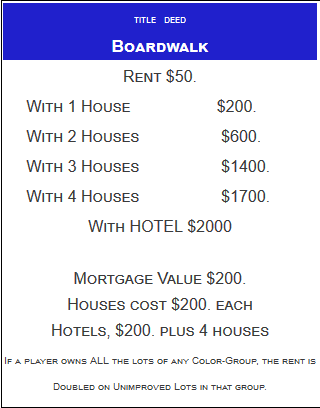 TITLE DEED
BOARDWALK
RENT $50.
WITH 1 HOUSE $200.
WITH 2 HOUSES $600.
WITH 3 HOUSES $1400.
WITH 4 HOUSES $1700.
WITH HOTEL $2000
MORTGAGE VALUE $200.
HOUSES COST $200. EACH
HOTELS, $200. PLUS 4 HOUSES
IF A PLAYER OWNS ALL THE LOTS OF ANY COLOR-GROUP, THE RENT IS
DOUBLED ON UNIMPROVED LOTS IN THAT GROUP.